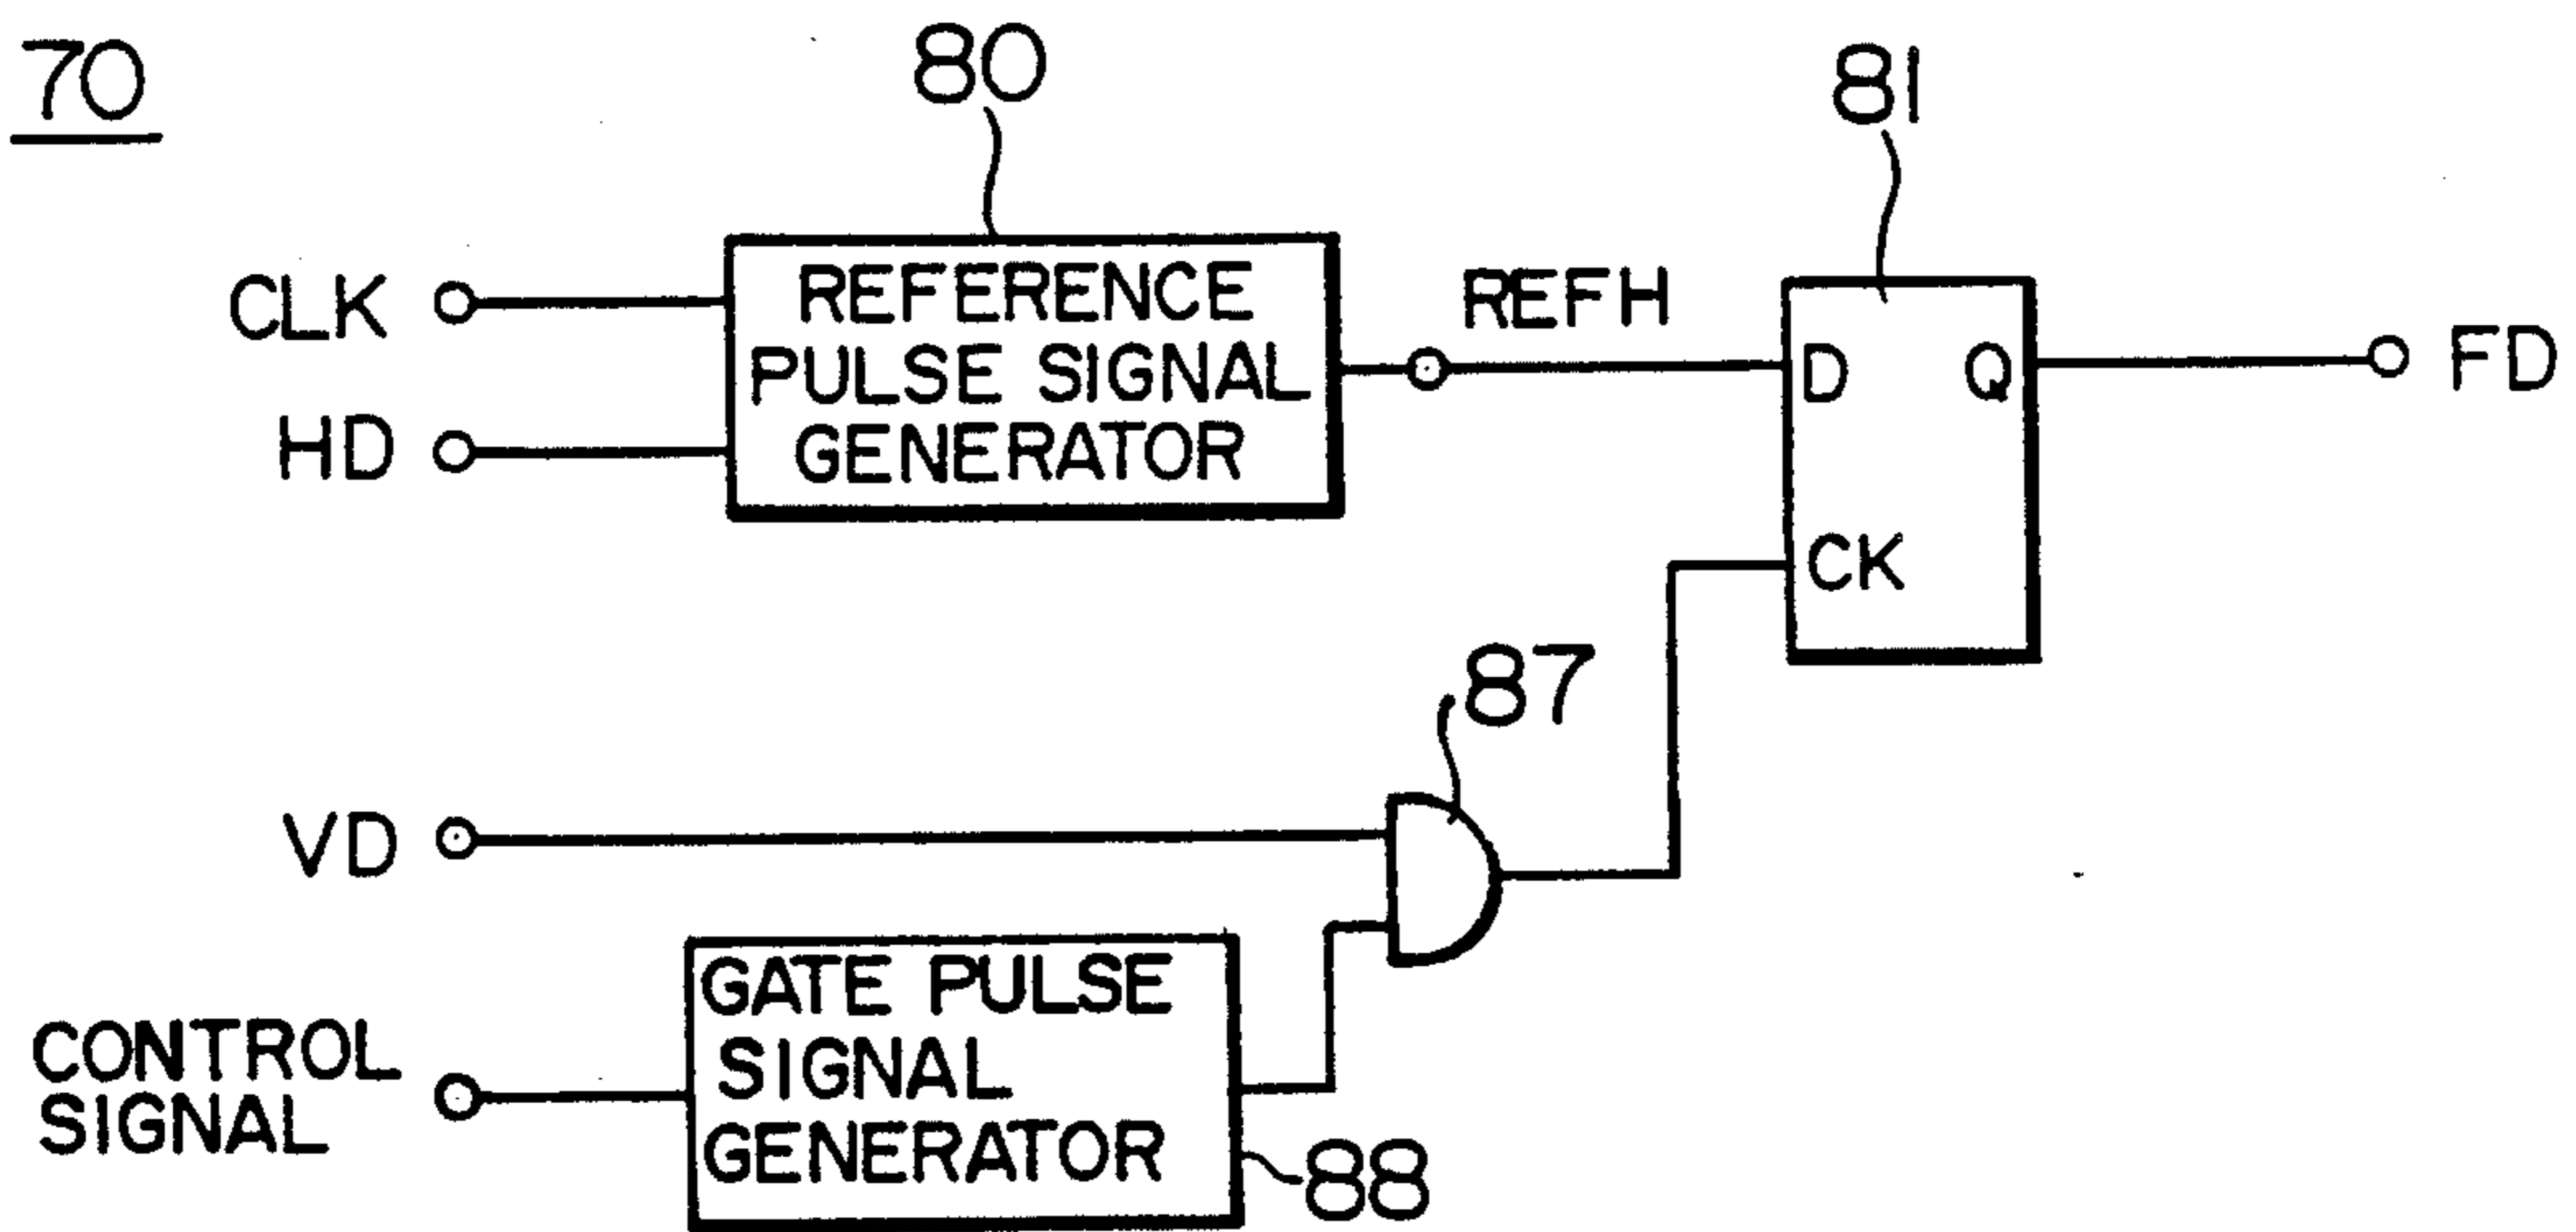 70
80
81
CLK
HD
REFERENCE
PULSE SIGNAL
GENERATOR
REFH
D
Q
CK
FD
87
VD
CONTROL
SIGNAL
GATE PULSE
SIGNAL
GENERATOR
88